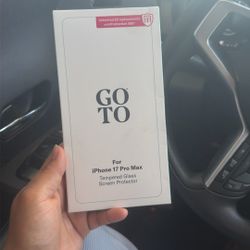 GO
TO
For
iPhone 17 Pro Max
Tempered Glass
Screen Protector